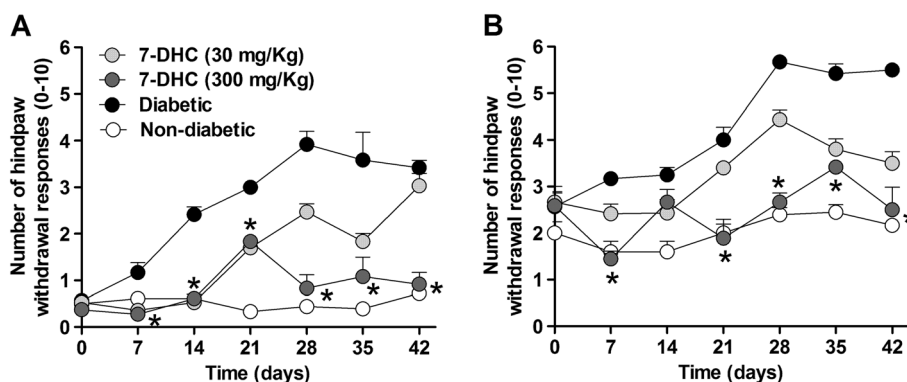 A
Number of hindpaw
withdrawal responses (0-10)
6
5
4
3
2
1
0
7-DHC (30 mg/Kg)
7-DHC (300 mg/Kg)
Diabetic
Non-diabetic
*
*
*
*
*
*
0 7 14 21 28 35 42
Time (days)
B
Number of hindpaw
withdrawal responses (0-10)
6
5
4
3
2
1
0
*
*
*
*
*
0 7 14 21 28 35 42
Time (days)